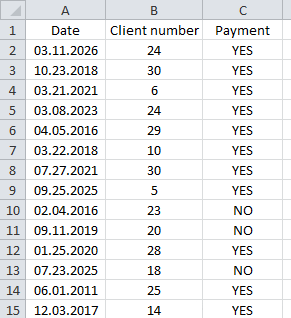 A B C
1 Date Client number Payment
2 03.11.2026 24 YES
3 10.23.2018 30 YES
4 03.21.2021 6 YES
5 03.08.2023 24 YES
6 04.05.2016 29 YES
7 03.22.2018 10 YES
8 07.27.2021 30 YES
9 09.25.2025 5 YES
10 02.04.2016 23 NO
11 09.11.2019 20 NO
12 01.25.2020 28 YES
13 07.23.2025 18 NO
14 06.01.2011 25 YES
15 12.03.2017 14 YES